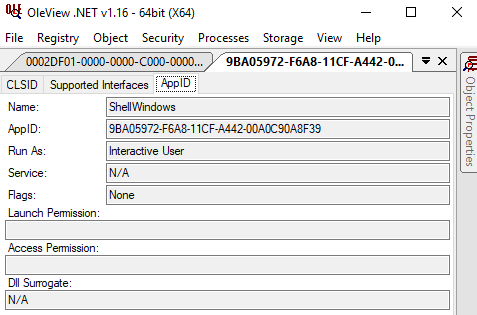 OleView .NET v1.16 - 64bit (X64)
File Registry Object Security Processes Storage Help
0002DF01-0000-0000-C000-0000... 9BA05972-F6A8-11CF-A442-0...
CLSID Supported Interfaces AppID
Name: ShellWindows
AppID: 9BA05972-F6A8-11CF-A442-00A0C90A8F39
Run As: Interactive User
Service: N/A
Flags: None
Launch Permission:
Access Permission:
Dll Surrogate:
N/A
Object Properties